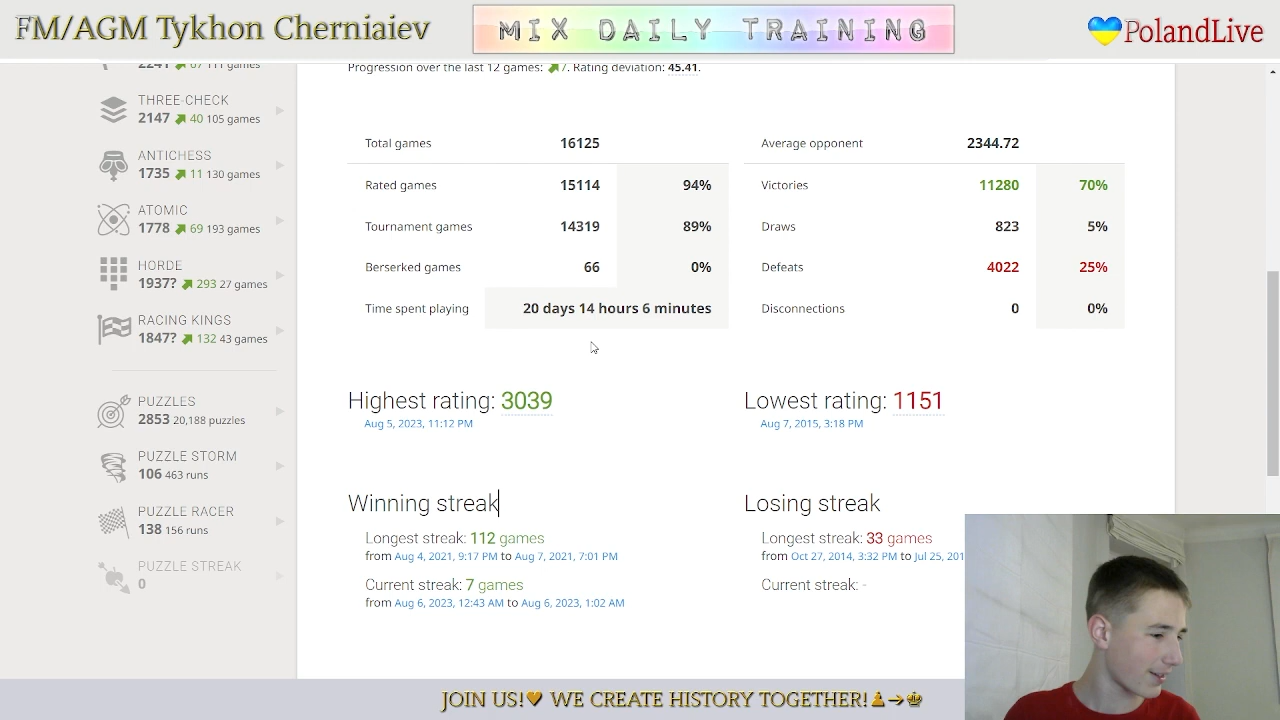 FM/AGM Tykhon Cherniaiev
MIX DAILY TRAINING
PolandLive
2241 67 111 games
THREE-CHECK
2147 40 105 games
ANTICHESS
1735 11 130 games
ATOMIC
1778 69 193 games
HORDE
1937? 293 27 games
RACING KINGS
1847? 132 43 games
PUZZLES
2853 20,188 puzzles
PUZZLE STORM
106 463 runs
PUZZLE RACER
138 156 runs
PUZZLE STREAK
0
Progression over the last 12 games: 7. Rating deviation: 45.41.
Total games 16125
Rated games 15114 94%
Tournament games 14319 89%
Berserked games 66 0%
Time spent playing 20 days 14 hours 6 minutes
Average opponent 2344.72
Victories 11280 70%
Draws 823 5%
Defeats 4022 25%
Disconnections 0 0%
Highest rating: 3039
Aug 5, 2023, 11:12 PM
Lowest rating: 1151
Aug 7, 2015, 3:18 PM
Winning streak
Longest streak: 112 games
from Aug 4, 2021, 9:17 PM to Aug 7, 2021, 7:01 PM
Current streak: 7 games
from Aug 6, 2023, 12:43 AM to Aug 6, 2023, 1:02 AM
Losing streak
Longest streak: 33 games
from Oct 27, 2014, 3:32 PM to Jul 25, 201
Current streak: -
JOIN US!🧡 WE CREATE HISTORY TOGETHER!♟→♚